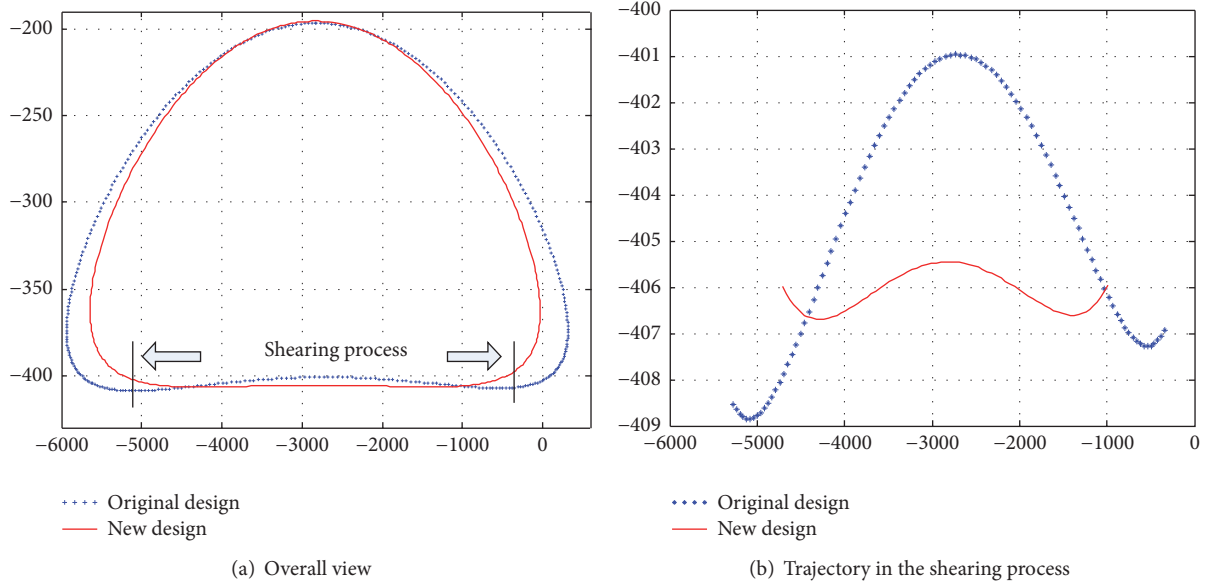 −200
−250
−300
−350
−400
Shearing process
−6000 −5000 −4000 −3000 −2000 −1000 0
Original design
New design
(a) Overall view
−400
−401
−402
−403
−404
−405
−406
−407
−408
−409
−6000 −5000 −4000 −3000 −2000 −1000 0
Original design
New design
(b) Trajectory in the shearing process